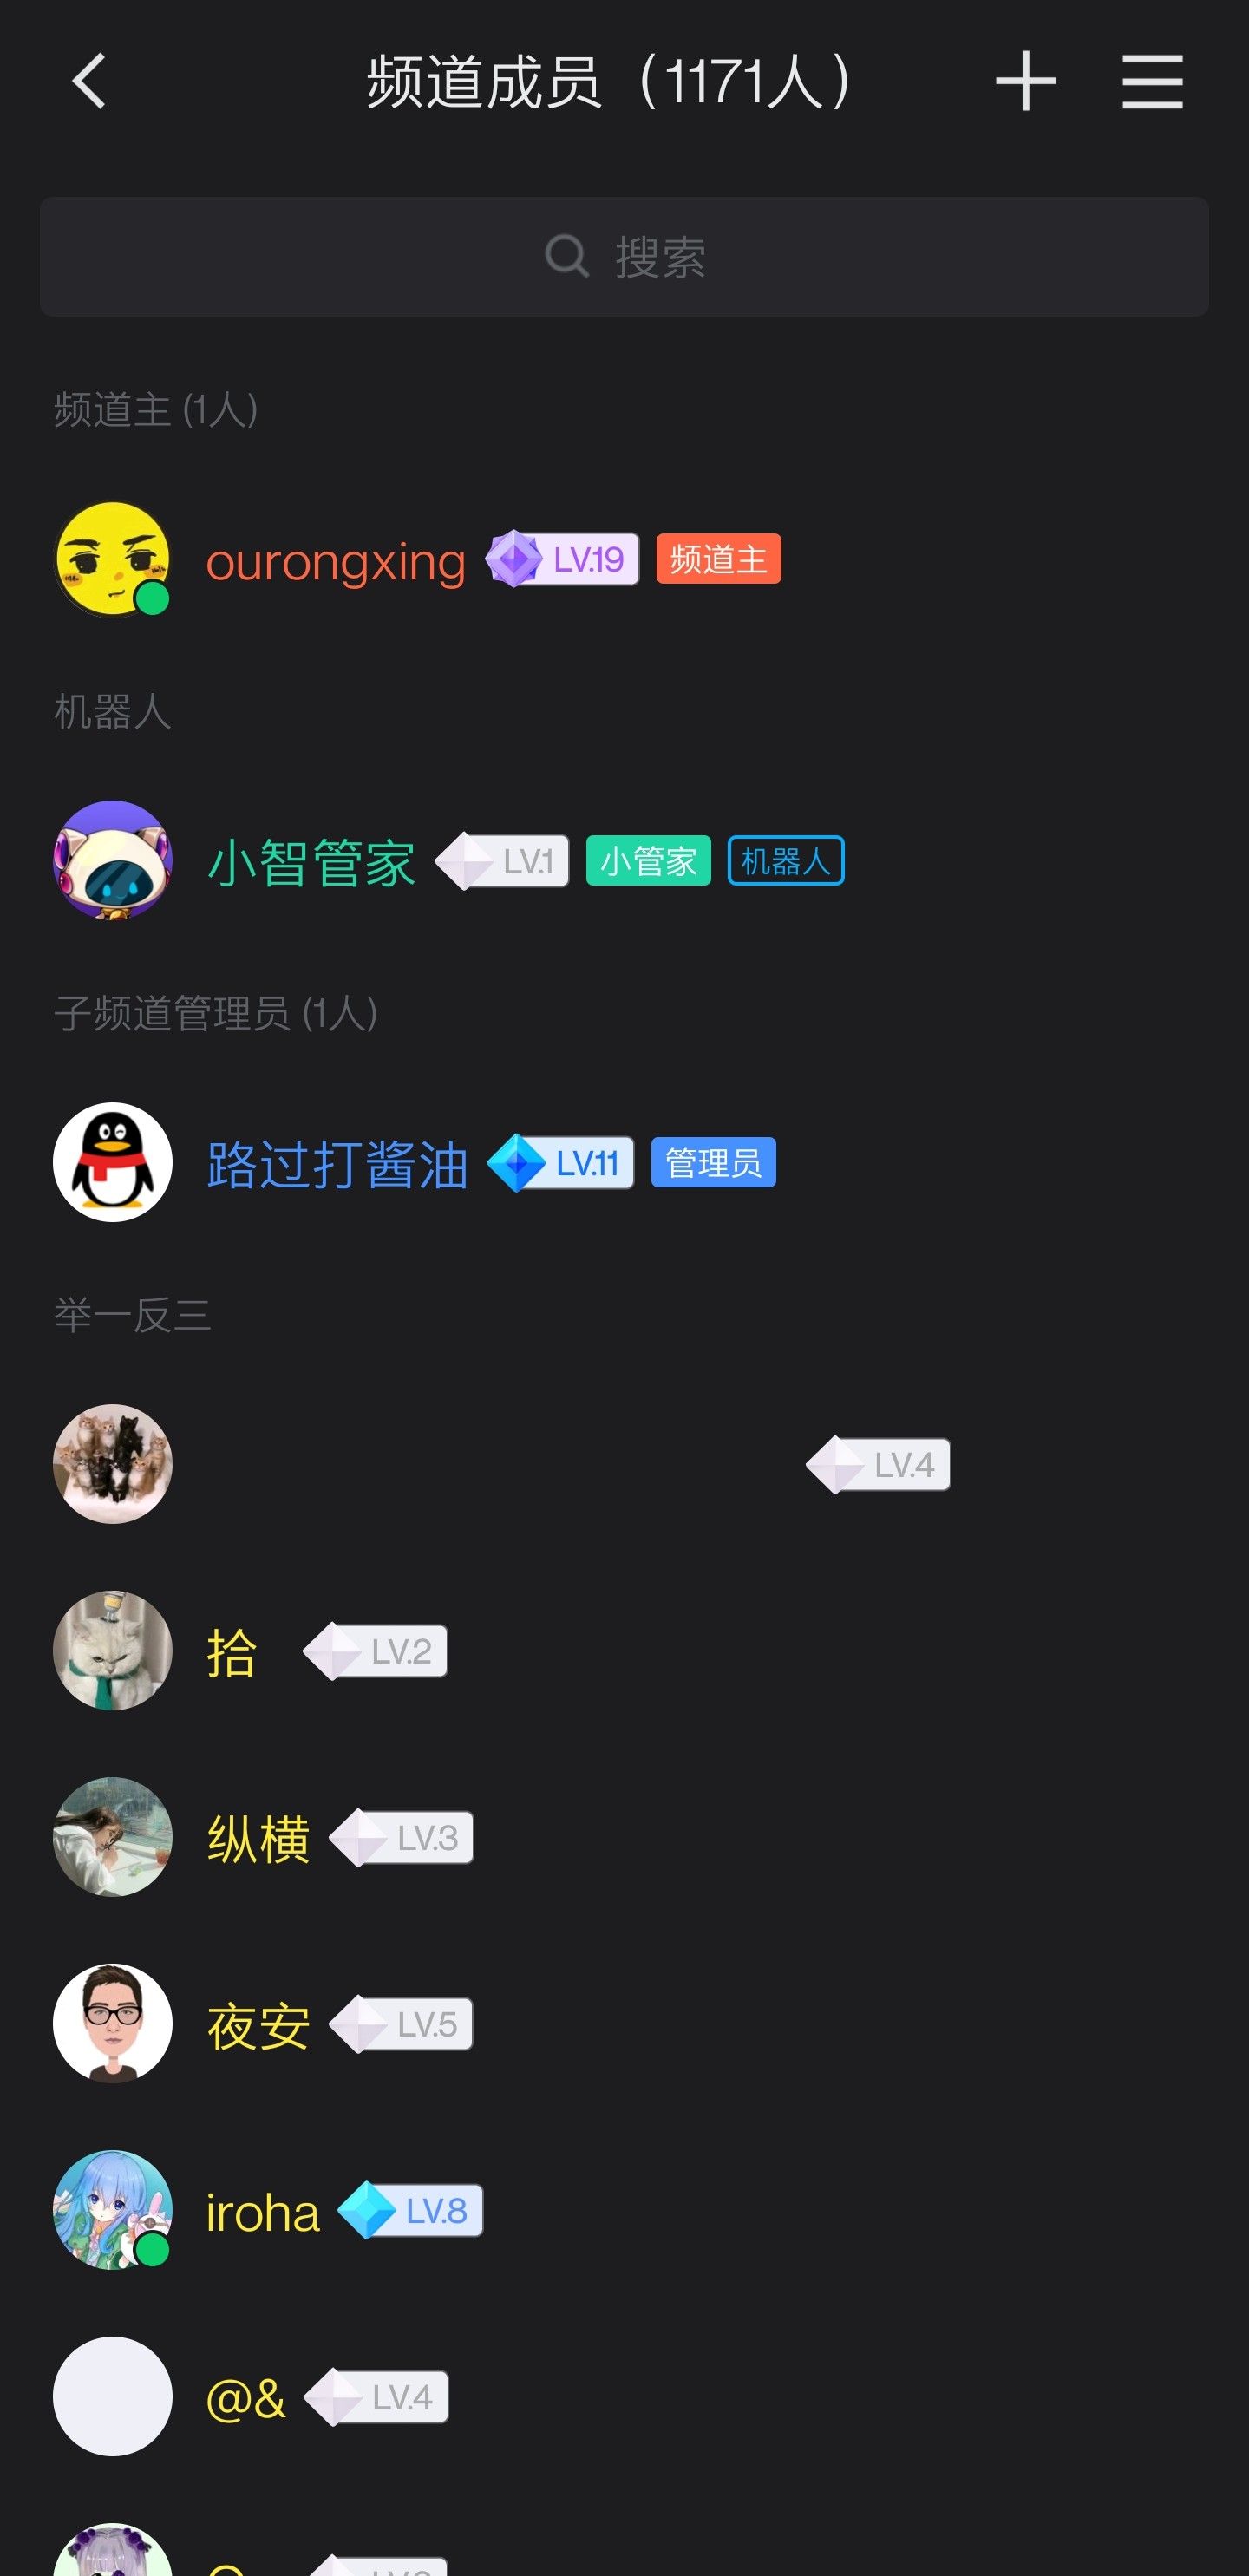 频道成员（1171人）
搜索
频道主 (1人)
ourongxing LV.19 频道主
机器人
小智管家 LV.1 小管家 机器人
子频道管理员 (1人)
路过打酱油 LV.11 管理员
举一反三
LV.4
拾 LV.2
纵横 LV.3
夜安 LV.5
iroha LV.8
@& LV.4